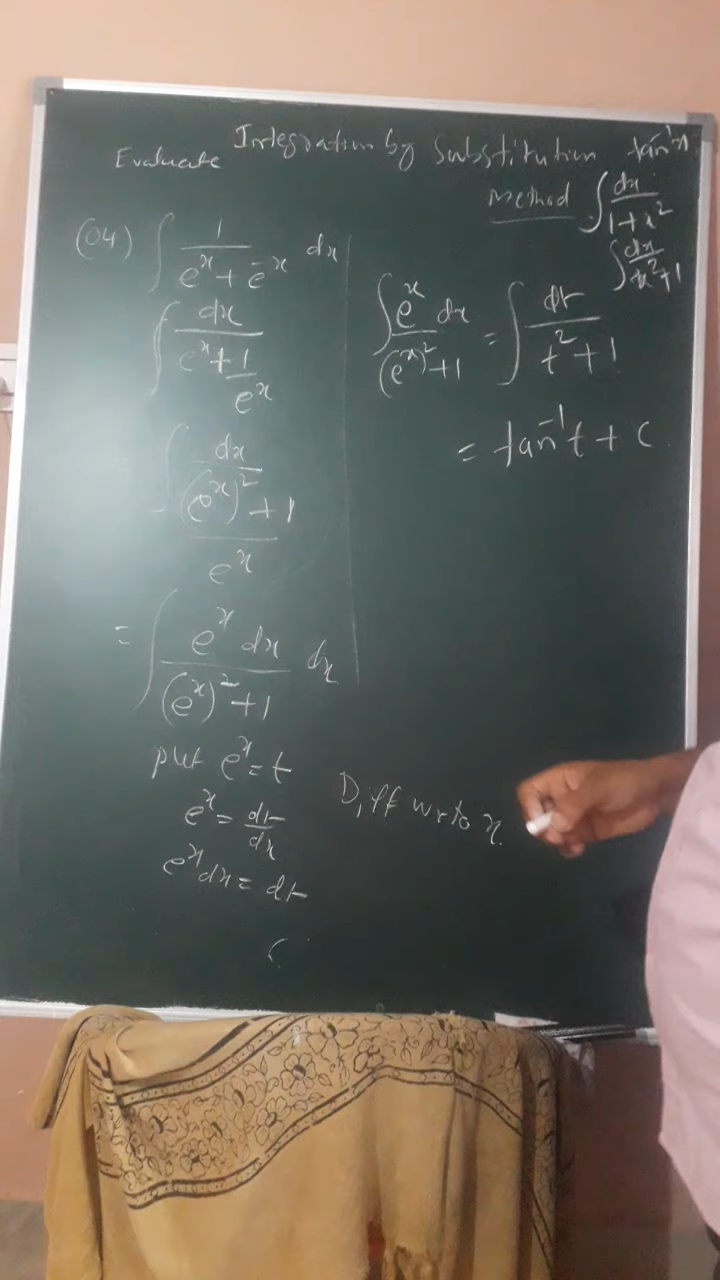 Integration by Substitution
Evaluate
Method
tan⁻¹x
∫ dx / 1+x²
∫ dx / x²+1
(04) ∫ 1 / eˣ + e⁻ˣ dx
∫ dx / eˣ + 1 / eˣ
∫ dx / (eˣ)² + 1 / eˣ
= ∫ eˣ dx / (eˣ)² + 1 dx
put eˣ = t
Diff w r to x.
eˣ = dt / dx
eˣ dx = dt
(
∫ eˣ dx / (eˣ)² + 1 = ∫ dt / t² + 1
= tan⁻¹t + c